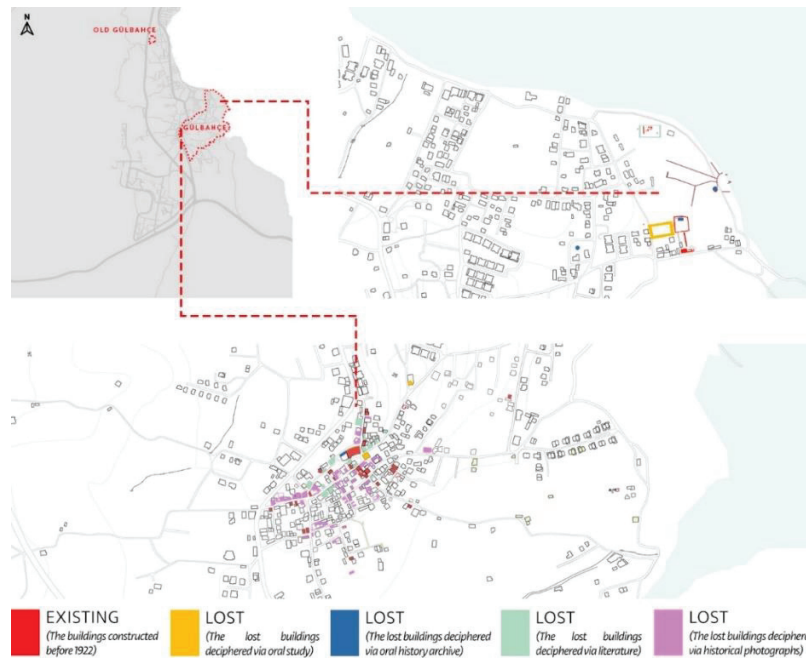 N
OLD GÜLBAHÇE
GÜLBAHÇE
EXISTING
(The buildings constructed
before 1922)
LOST
(The lost buildings
deciphered via oral study)
LOST
(The lost buildings deciphered
via oral history archive)
LOST
(The lost buildings
deciphered via literature)
LOST
(The lost buildings decipher
via historical photographs)